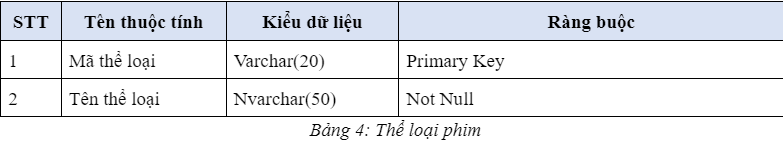 STT Tên thuộc tính Kiểu dữ liệu Ràng buộc
1 Mã thể loại Varchar(20) Primary Key
2 Tên thể loại Nvarchar(50) Not Null
Bảng 4: Thể loại phim